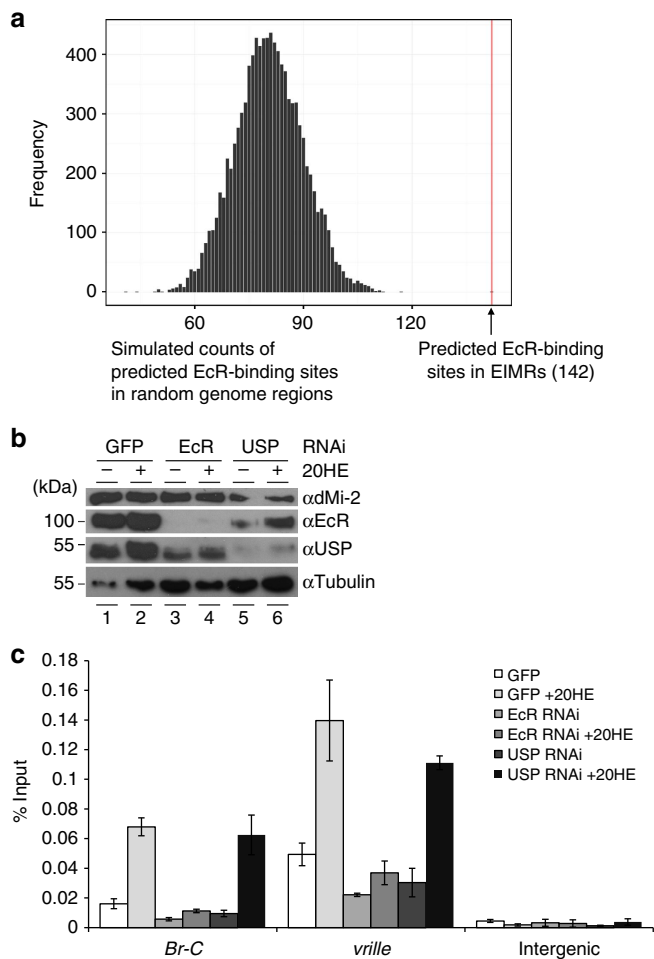 a
400
300
200
100
0
Frequency
60
90
120
Simulated counts of
predicted EcR-binding sites
in random genome regions
Predicted EcR-binding
sites in EIMRs (142)
b
GFP EcR USP RNAi
− + − + − + 20HE
(kDa)
αdMi-2
100 αEcR
55 αUSP
55 αTubulin
1 2 3 4 5 6
c
0.18
0.16
0.14
0.12
0.1
0.08
0.06
0.04
0.02
0
% Input
GFP
GFP +20HE
EcR RNAi
EcR RNAi +20HE
USP RNAi
USP RNAi +20HE
Br-C
vrille
Intergenic